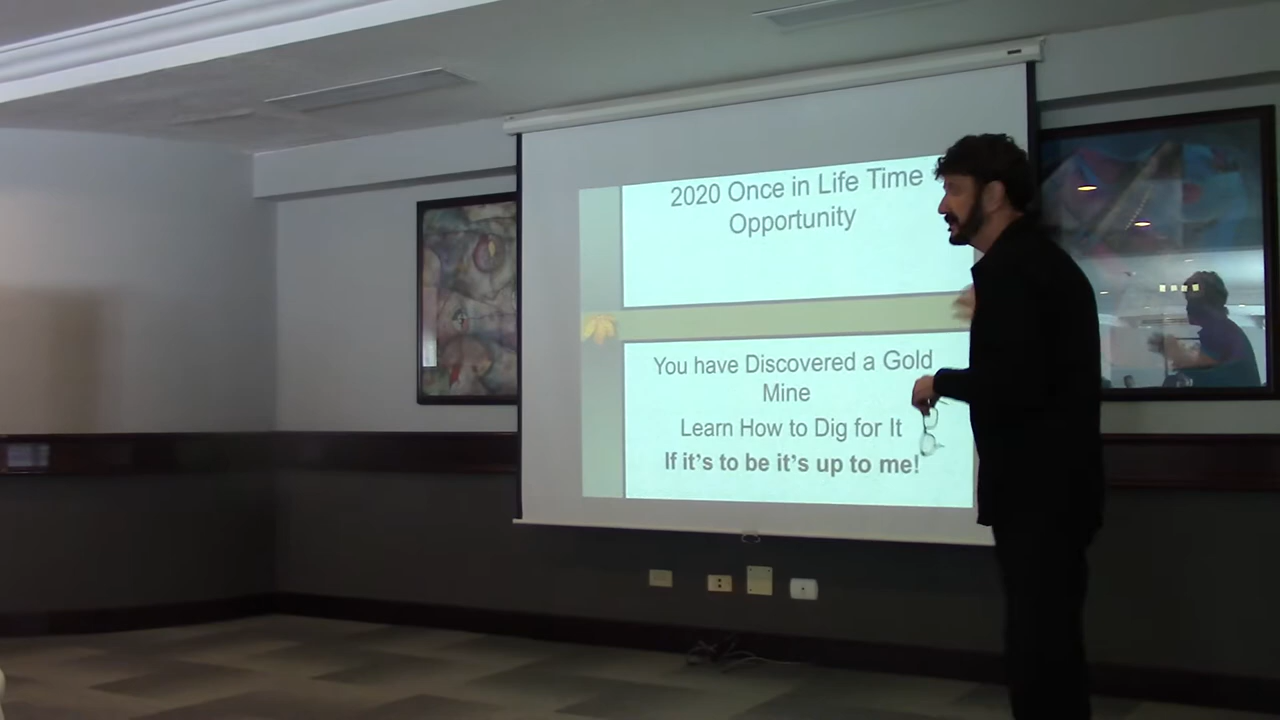 2020 Once in Life Time
Opportunity
You have Discovered a Gold
Mine
Learn How to Dig for It
If it's to be it's up to me!